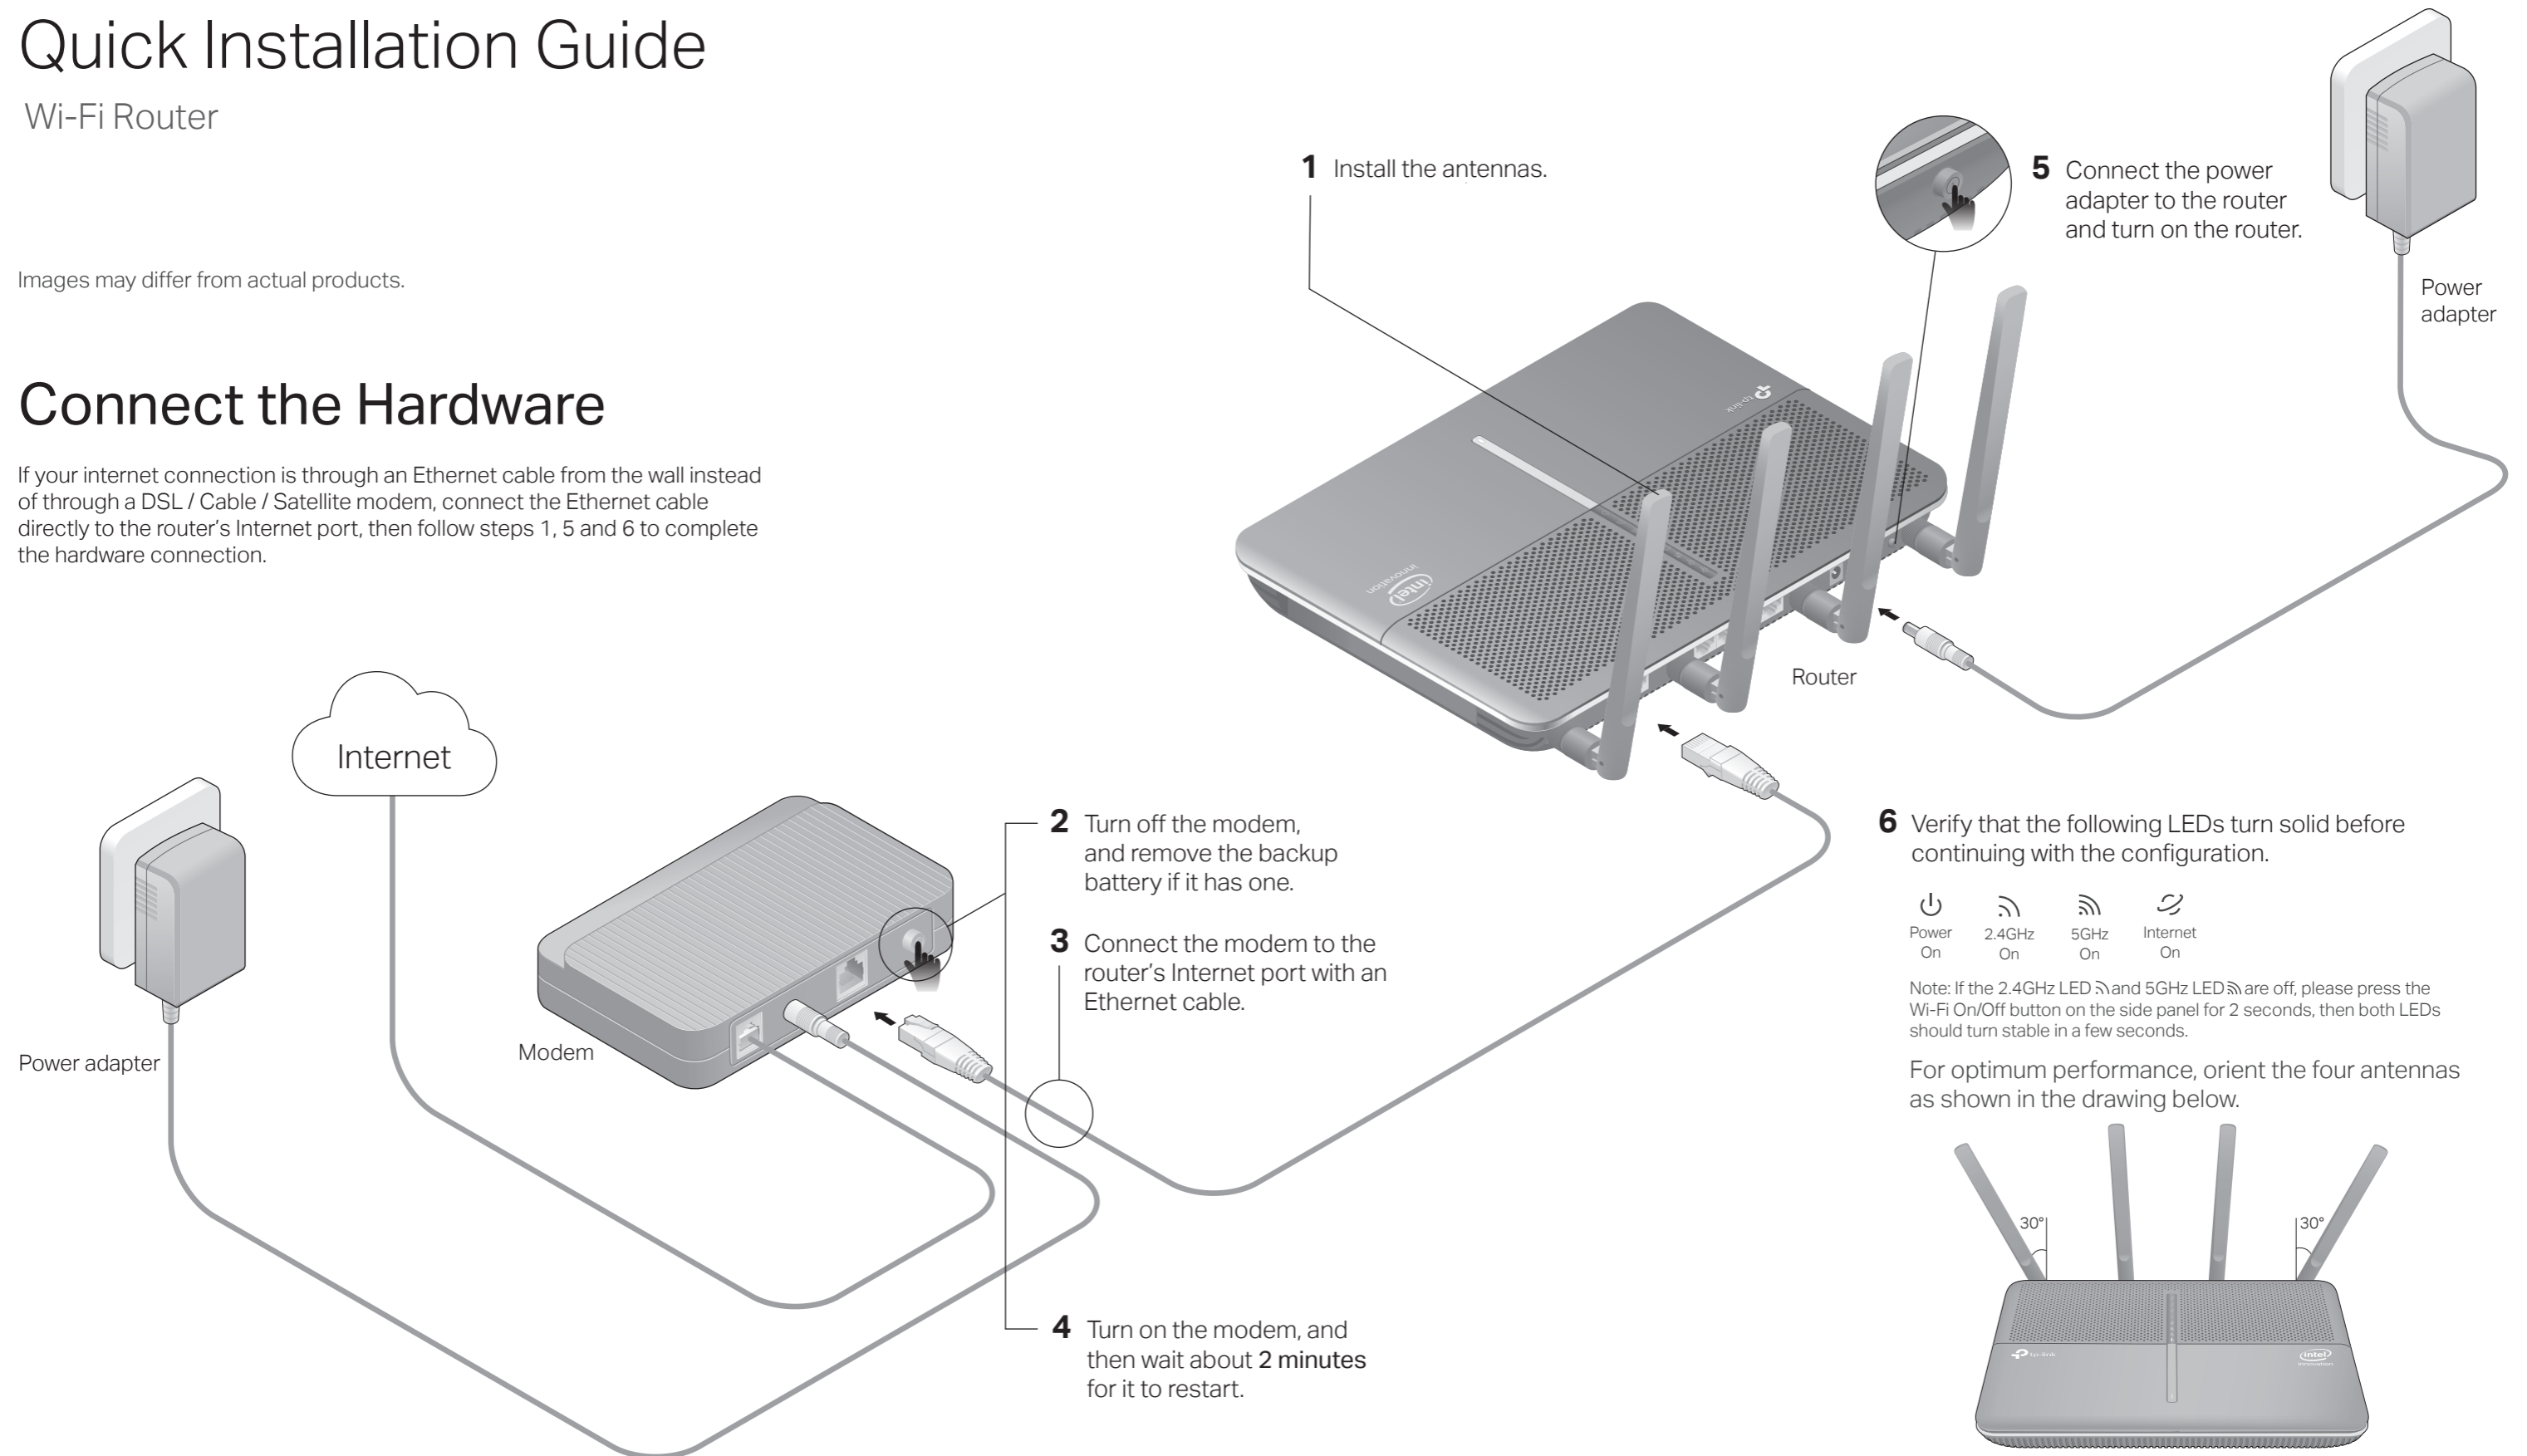 Quick Installation Guide
Wi-Fi Router
Images may differ from actual products.
Connect the Hardware
If your internet connection is through an Ethernet cable from the wall instead
of through a DSL / Cable / Satellite modem, connect the Ethernet cable
directly to the router's Internet port, then follow steps 1, 5 and 6 to complete
the hardware connection.
1 Install the antennas.
5 Connect the power
adapter to the router
and turn on the router.
Power
adapter
tp-link
intel
innovation
Router
Internet
Power adapter
Modem
2 Turn off the modem,
and remove the backup
battery if it has one.
3 Connect the modem to the
router's Internet port with an
Ethernet cable.
4 Turn on the modem, and
then wait about 2 minutes
for it to restart.
6 Verify that the following LEDs turn solid before
continuing with the configuration.
Power
On
2.4GHz
On
5GHz
On
Internet
On
Note: If the 2.4GHz LED and 5GHz LED are off, please press the
Wi-Fi On/Off button on the side panel for 2 seconds, then both LEDs
should turn stable in a few seconds.
For optimum performance, orient the four antennas
as shown in the drawing below.
30°
30°
tp-link
intel
innovation